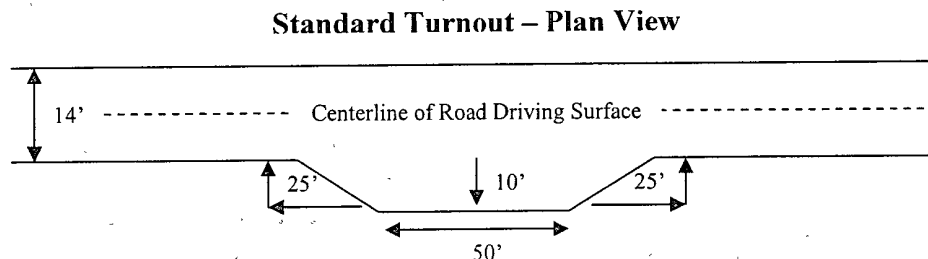 Standard Turnout – Plan View
14’
Centerline of Road Driving Surface
25’
10’
25’
50’